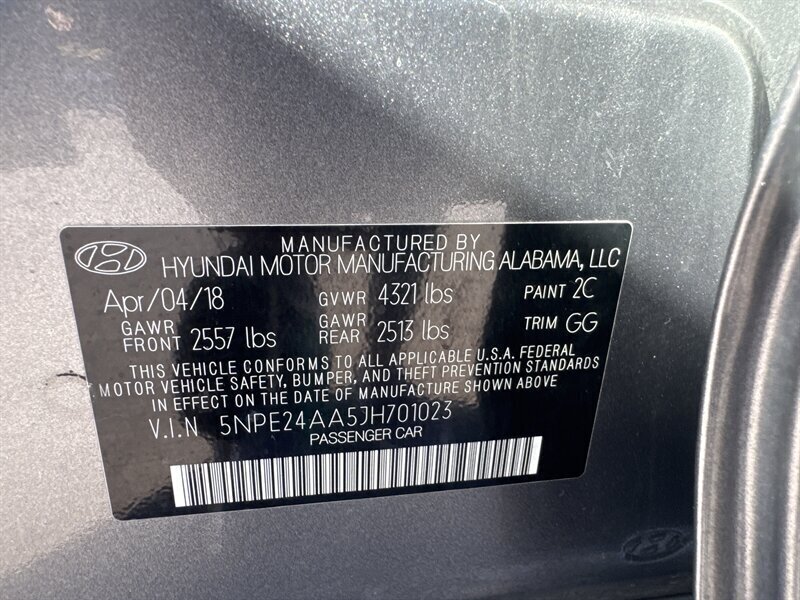 MANUFACTURED BY
HYUNDAI MOTOR MANUFACTURING ALABAMA, LLC
Apr/04/18 GVWR 4321 lbs PAINT 2C
GAWR FRONT 2557 lbs GAWR REAR 2513 lbs TRIM GG
THIS VEHICLE CONFORMS TO ALL APPLICABLE U.S.A. FEDERAL
MOTOR VEHICLE SAFETY, BUMPER, AND THEFT PREVENTION STANDARDS
IN EFFECT ON THE DATE OF MANUFACTURE SHOWN ABOVE
V.I.N 5NPE24AA5JH701023
PASSENGER CAR